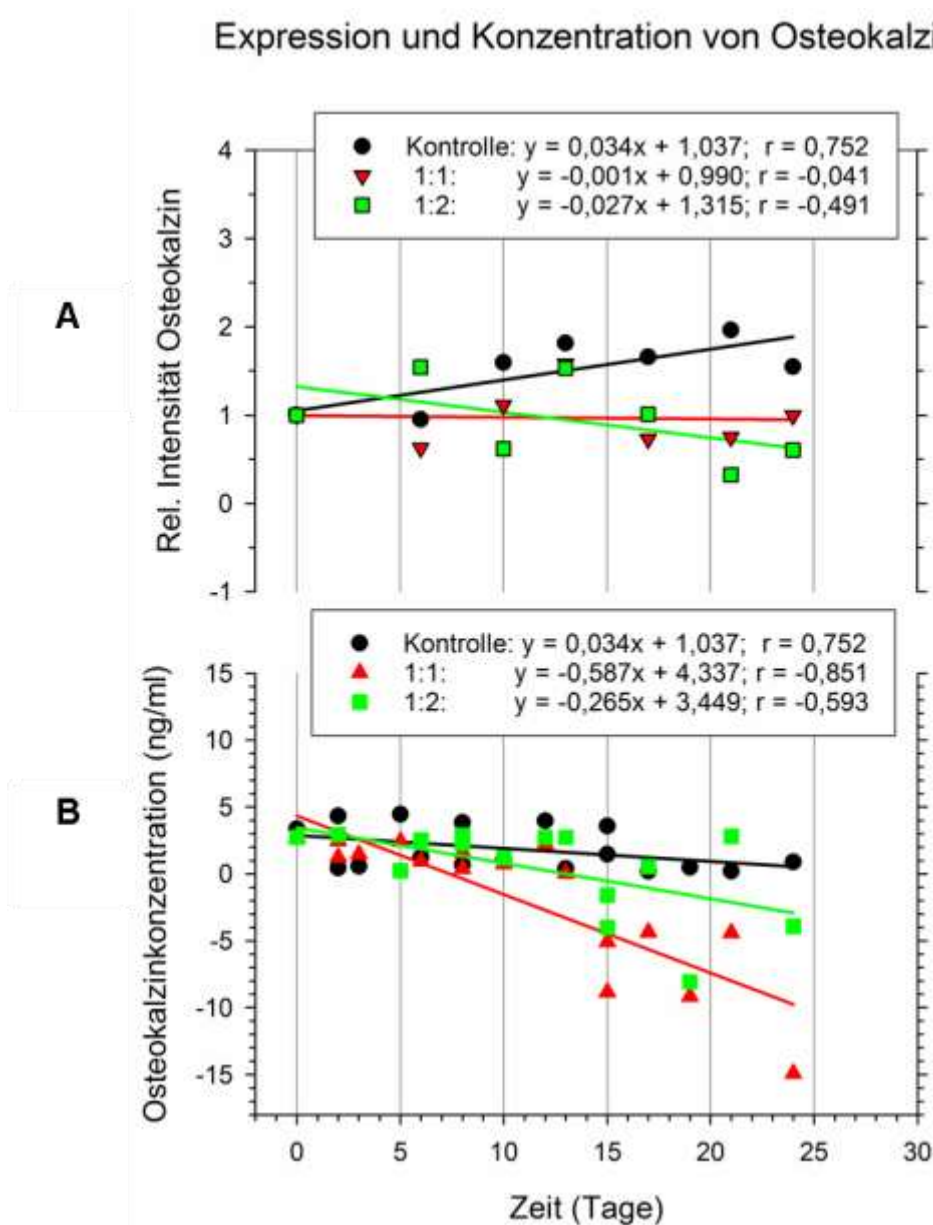 Expression und Konzentration von Osteokalzi
Kontrolle: y = 0,034x + 1,037; r = 0,752
1:1: y = -0,001x + 0,990; r = -0,041
1:2: y = -0,027x + 1,315; r = -0,491
A
Rel. Intensität Osteokalzin
4
3
2
1
0
-1
Kontrolle: y = 0,034x + 1,037; r = 0,752
1:1: y = -0,587x + 4,337; r = -0,851
1:2: y = -0,265x + 3,449; r = -0,593
B
Osteokalzinkonzentration (ng/ml)
15
10
5
0
-5
-10
-15
0 5 10 15 20 25 30
Zeit (Tage)